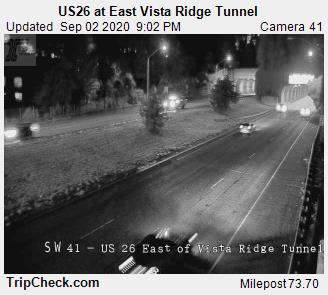 US26 at East Vista Ridge Tunnel
Updated Sep 02 2020 9:02 PM Camera 41
SW 41 - US 26 East of Vista Ridge Tunnel
TripCheck.com Milepost 73.70